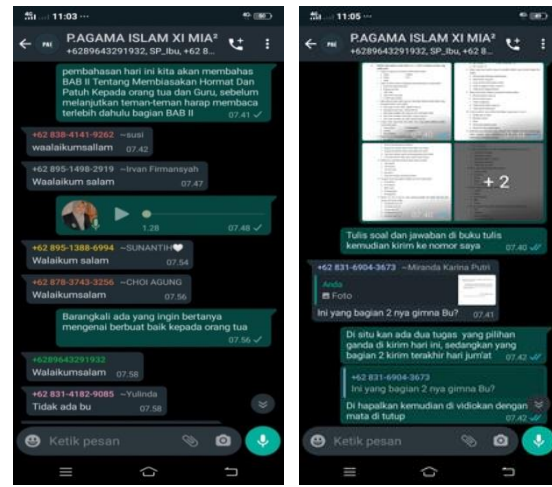 11:03 ...
P.AGAMA ISLAM XI MIA²
+6289643291932, SP_Ibu, +62 8...
pembahasan hari ini kita akan membahas
BAB II Tentang Membiasakan Hormat Dan
Patuh Kepada orang tua dan Guru, sebelum
melanjutkan teman-teman harap membaca
terlebih dahulu bagian BAB II
07.41
+62 838-4141-9262 ~susi
waalaikumsallam 07.42
+62 895-1498-2919 ~Irvan Firmansyah
Waalaikum salam 07.47
1.28 07.48
+62 895-1388-6994 ~SUNANTIH
Walaikum salam 07.54
+62 878-3743-3256 ~CHOI AGUNG
Walaikumsalam 07.56
Barangkali ada yang ingin bertanya
mengenai berbuat baik kepada orang tua
07.56
+6289643291932
Walaikumsalam 07.58
+62 831-4182-9085 ~Yulinda
Tidak ada bu 07.58
Ketik pesan
11:05 ...
P.AGAMA ISLAM XI MIA²
+6289643291932, SP_Ibu, +62 8...
+ 2
07.40
Tulis soal dan jawaban di buku tulis
kemudian kirim ke nomor saya 07.40
+62 831-6904-3673 ~Miranda Karina Putri
Anda
Foto
Ini yang bagian 2 nya gimna Bu? 07.41
Di situ kan ada dua tugas yang pilihan
ganda di kirim hari ini, sedangkan yang
bagian 2 kirim terakhir hari jum'at 07.42
+62 831-6904-3673
Ini yang bagian 2 nya gimna Bu?
Di hapalkan kemudian di vidiokan dengan
mata di tutup 07.42
Ketik pesan